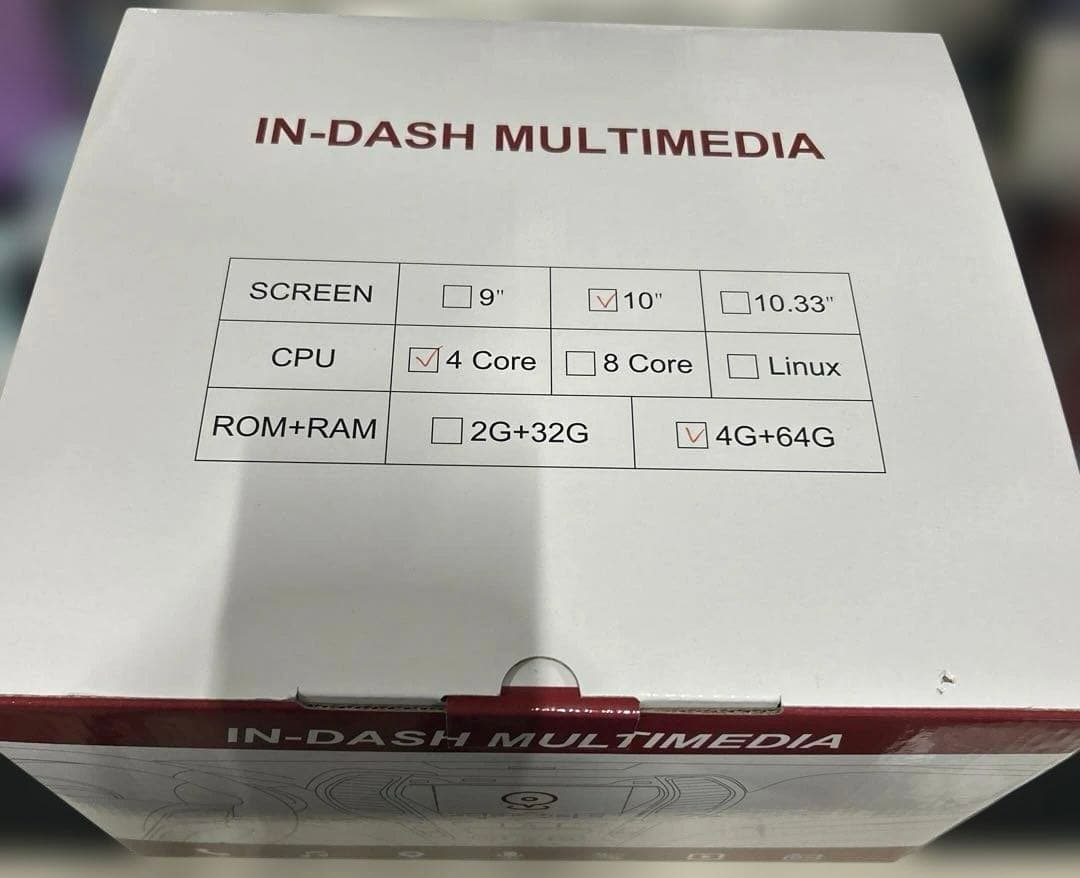 IN-DASH MULTIMEDIA
SCREEN ☐ 9" ☑ 10" ☐ 10.33"
CPU ☑ 4 Core ☐ 8 Core ☐ Linux
ROM+RAM ☐ 2G+32G ☑ 4G+64G
IN-DASH MULTIMEDIA